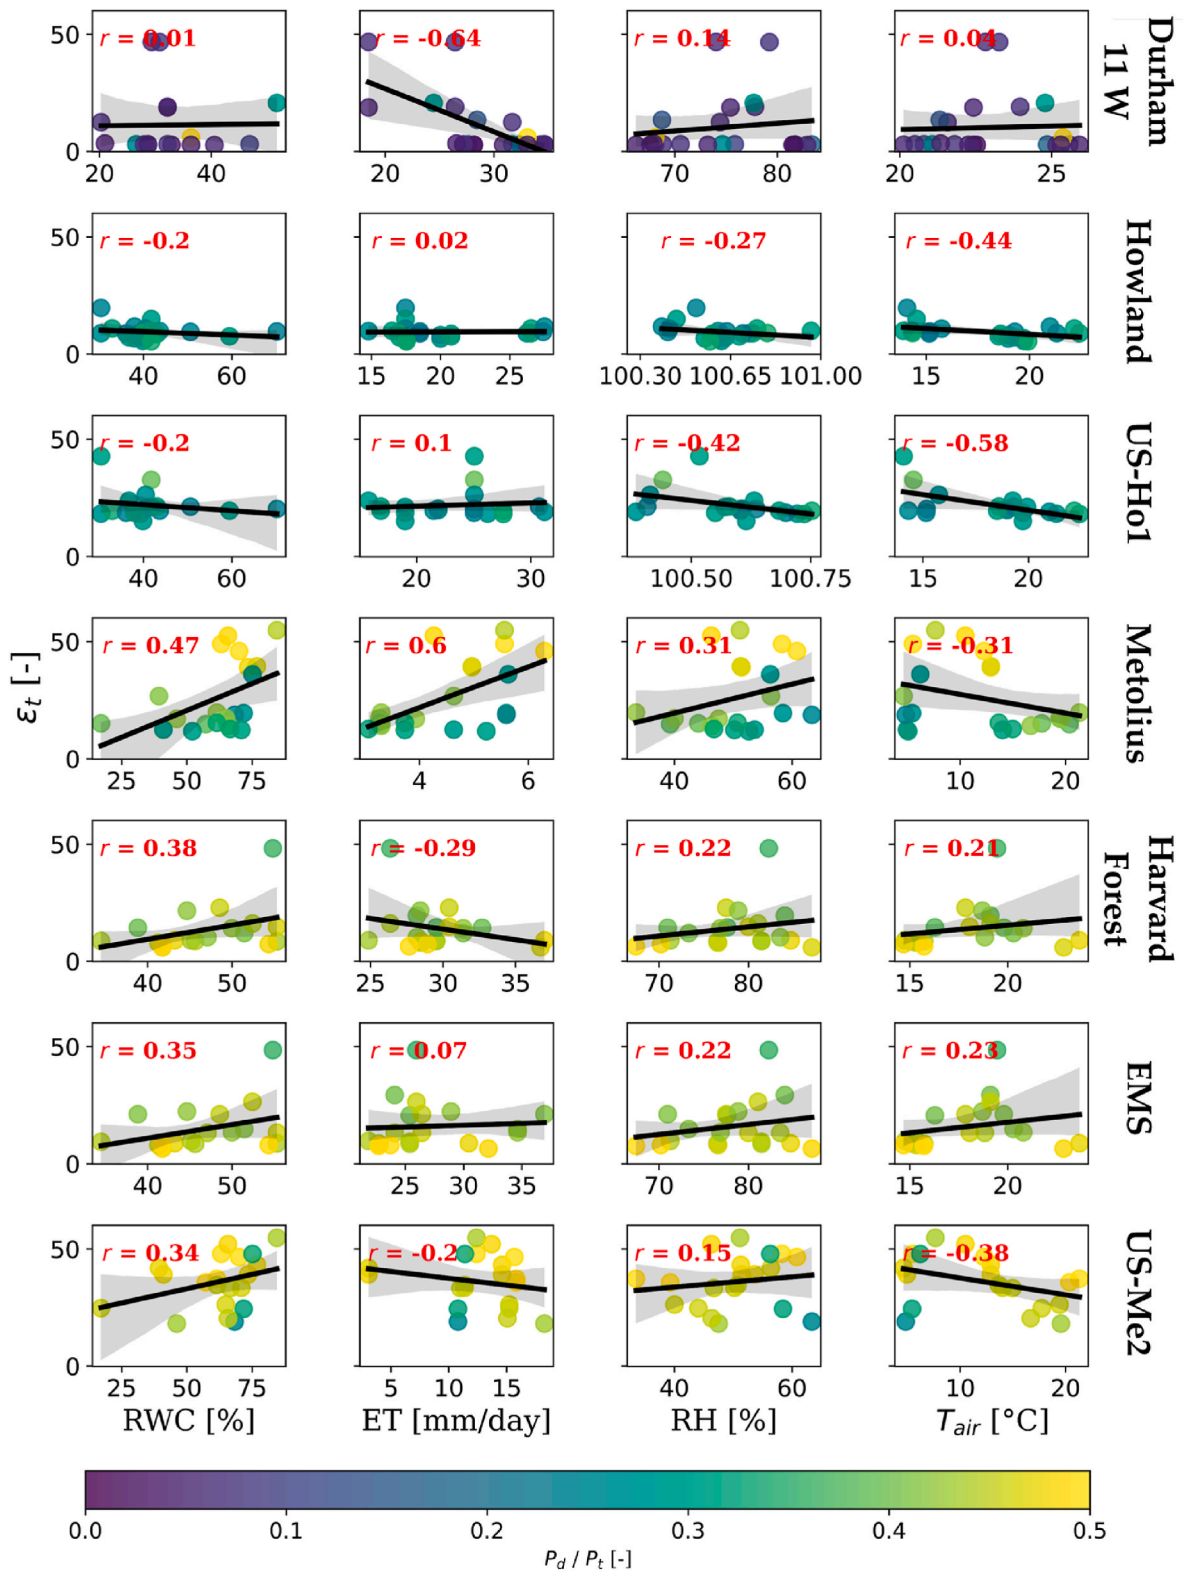 50
0
r = 0.01
r = -0.64
r = 0.14
r = 0.04
Durham
11 W
20 40
20 30
70 80
20 25
50
0
r = -0.2
r = 0.02
r = -0.27
r = -0.44
Howland
40 60
15 20 25
100.30 100.65 101.00
15 20
50
0
r = -0.2
r = 0.1
r = -0.42
r = -0.58
US-Ho1
40 60
20 30
100.50 100.75
15 20
εt [-]
50
0
r = 0.47
r = 0.6
r = 0.31
r = -0.31
Metolius
25 50 75
4 6
40 60
10 20
50
0
r = 0.38
r = -0.29
r = 0.22
r = 0.21
Harvard
Forest
40 50
25 30 35
70 80
15 20
50
0
r = 0.35
r = 0.07
r = 0.22
r = 0.23
EMS
40 50
25 30 35
70 80
15 20
50
0
r = 0.34
r = -0.2
r = 0.15
r = -0.38
US-Me2
25 50 75
5 10 15
40 60
10 20
RWC [%]
ET [mm/day]
RH [%]
Tair [°C]
0.0 0.1 0.2 0.3 0.4 0.5
Pd / Pt [-]